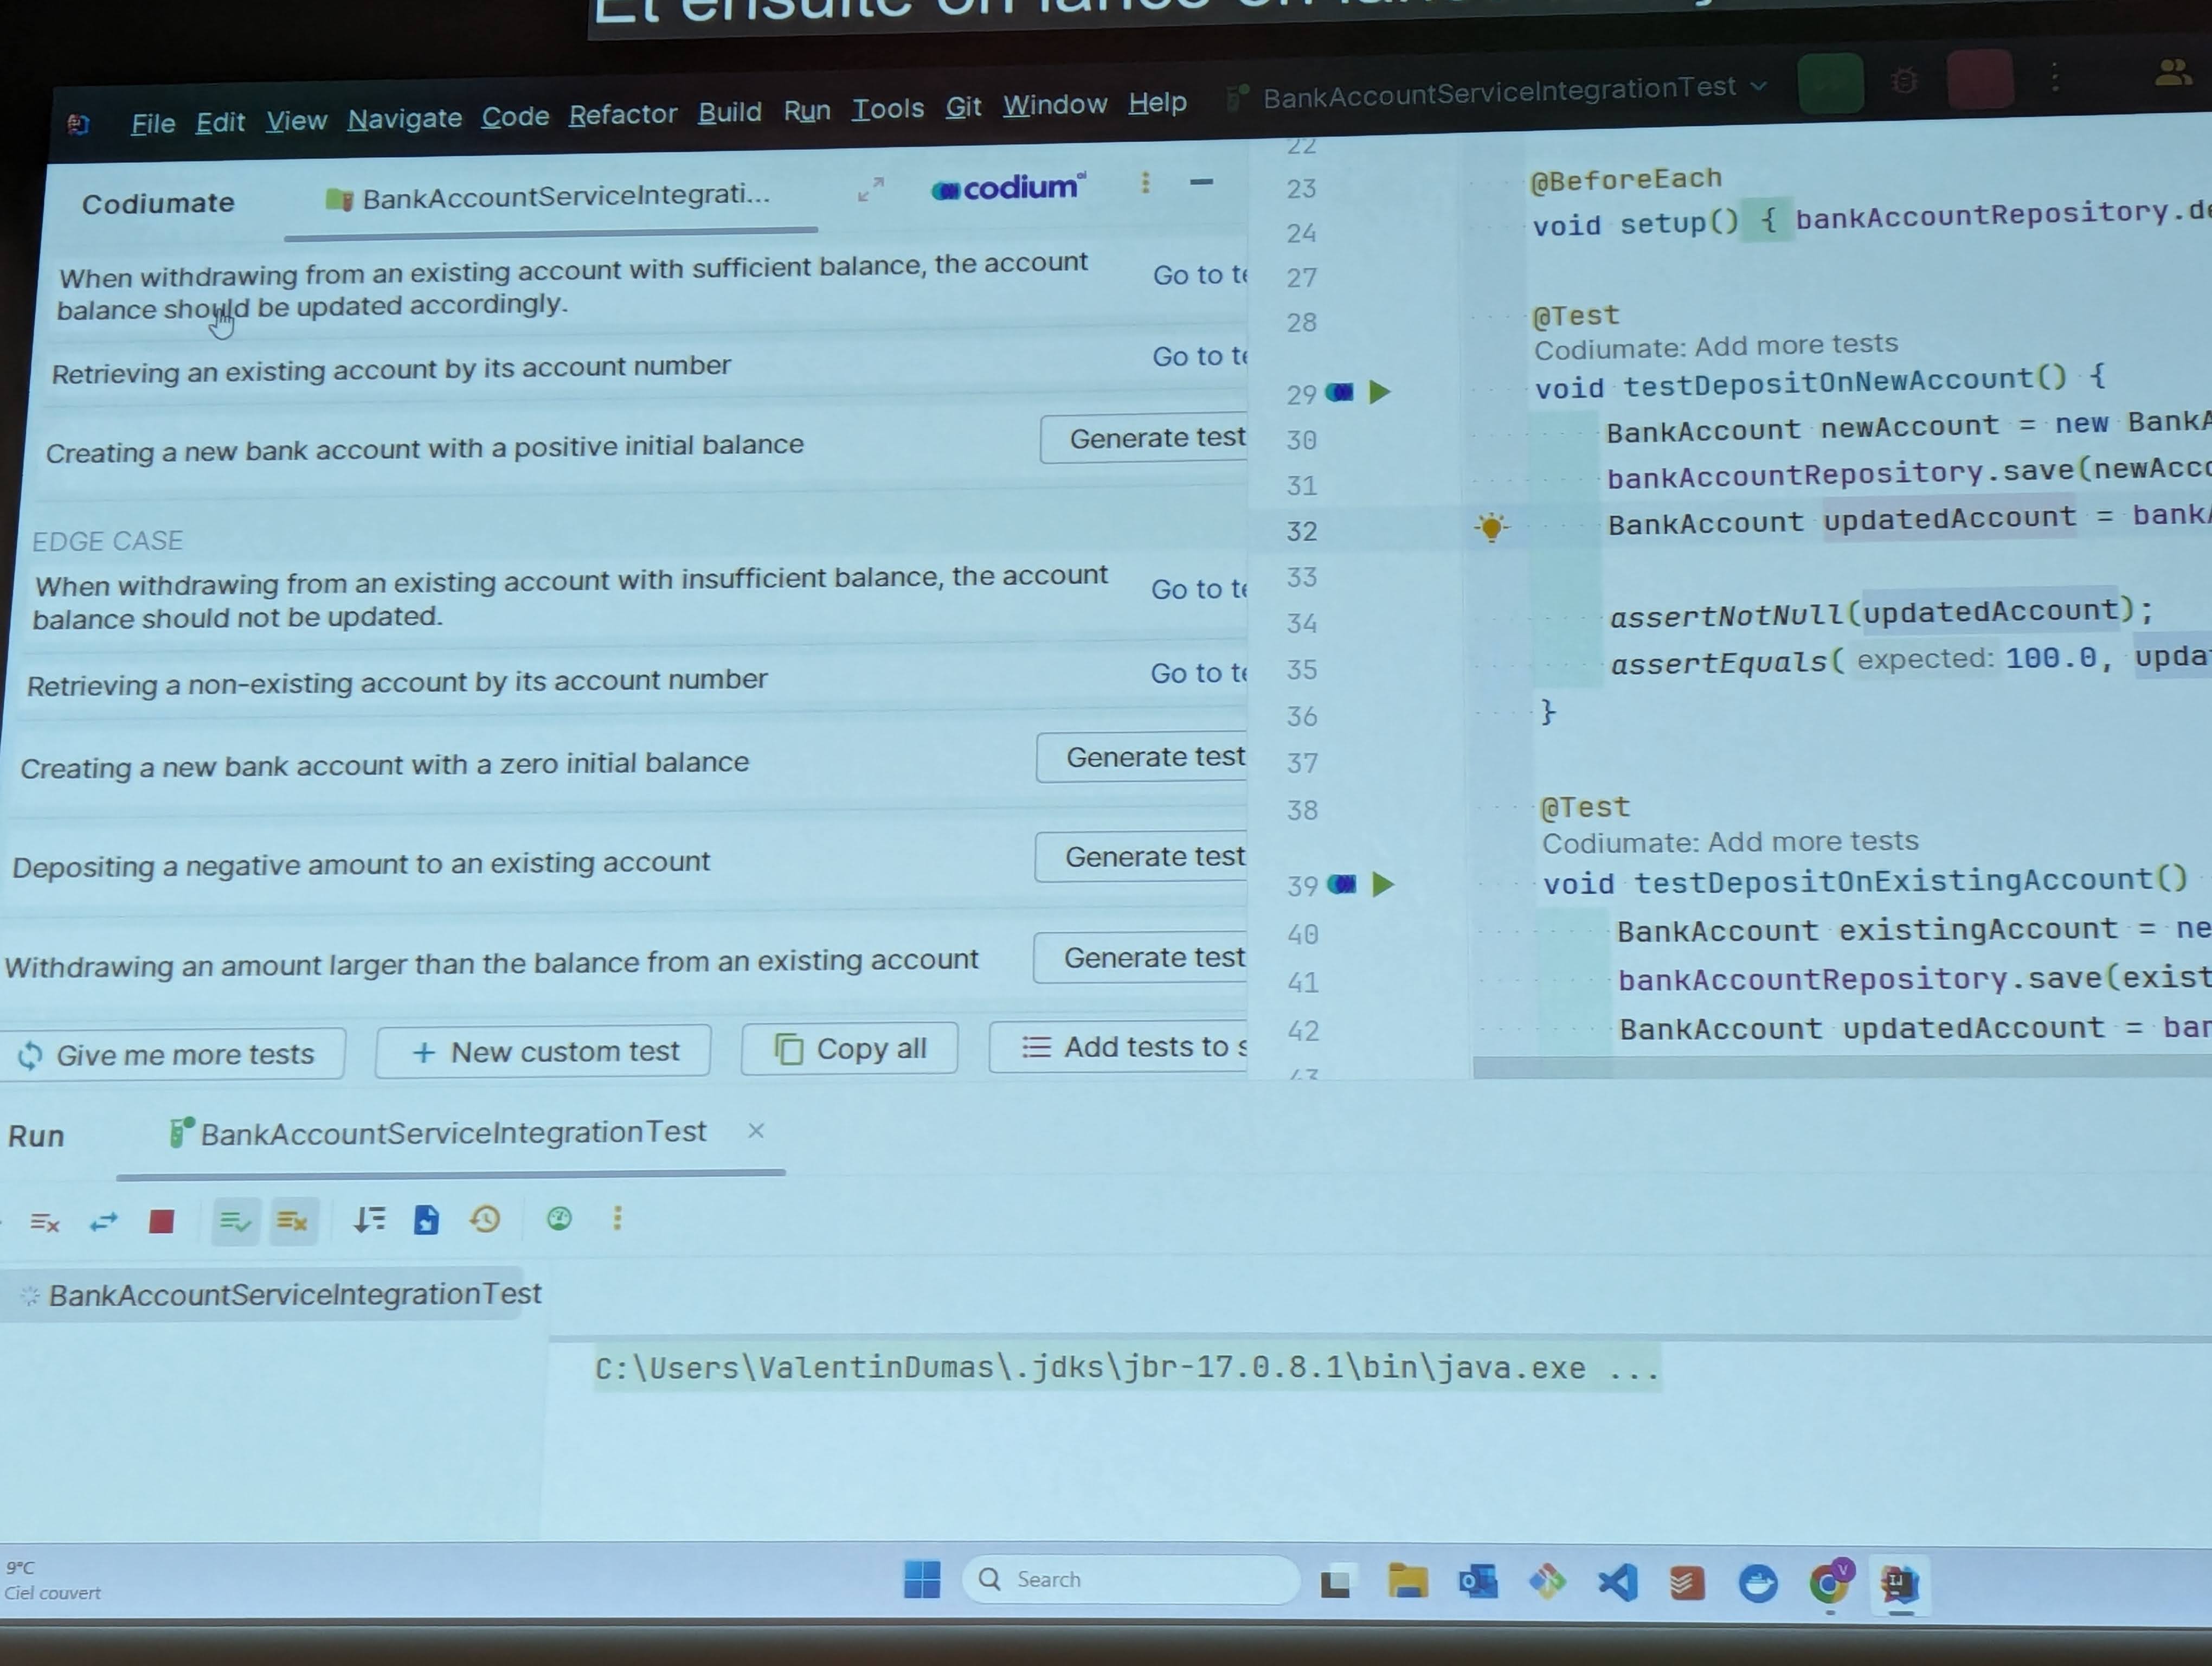 Et ensuite on lance on
File Edit View Navigate Code Refactor Build Run Tools Git Window Help BankAccountServiceIntegrationTest
Codiumate BankAccountServiceIntegrati... codium ai
When withdrawing from an existing account with sufficient balance, the account
balance should be updated accordingly.
Go to te
Retrieving an existing account by its account number
Go to te
Creating a new bank account with a positive initial balance
Generate test
EDGE CASE
When withdrawing from an existing account with insufficient balance, the account
balance should not be updated.
Go to te
Retrieving a non-existing account by its account number
Go to te
Creating a new bank account with a zero initial balance
Generate test
Depositing a negative amount to an existing account
Generate test
Withdrawing an amount larger than the balance from an existing account
Generate test
Give me more tests + New custom test Copy all Add tests to s
22
23 @BeforeEach
24 void setup() { bankAccountRepository.de
27
28 @Test
Codiumate: Add more tests
29 void testDepositOnNewAccount() {
30 BankAccount newAccount = new BankA
31 bankAccountRepository.save(newAcco
32 BankAccount updatedAccount = bankA
33
34 assertNotNull(updatedAccount);
35 assertEquals( expected: 100.0, updat
36 }
37
38 @Test
Codiumate: Add more tests
39 void testDepositOnExistingAccount()
40 BankAccount existingAccount = ne
41 bankAccountRepository.save(exist
42 BankAccount updatedAccount = ban
43
Run BankAccountServiceIntegrationTest ×
BankAccountServiceIntegrationTest
C:\Users\ValentinDumas\.jdks\jbr-17.0.8.1\bin\java.exe ...
9°C
Ciel couvert
Search